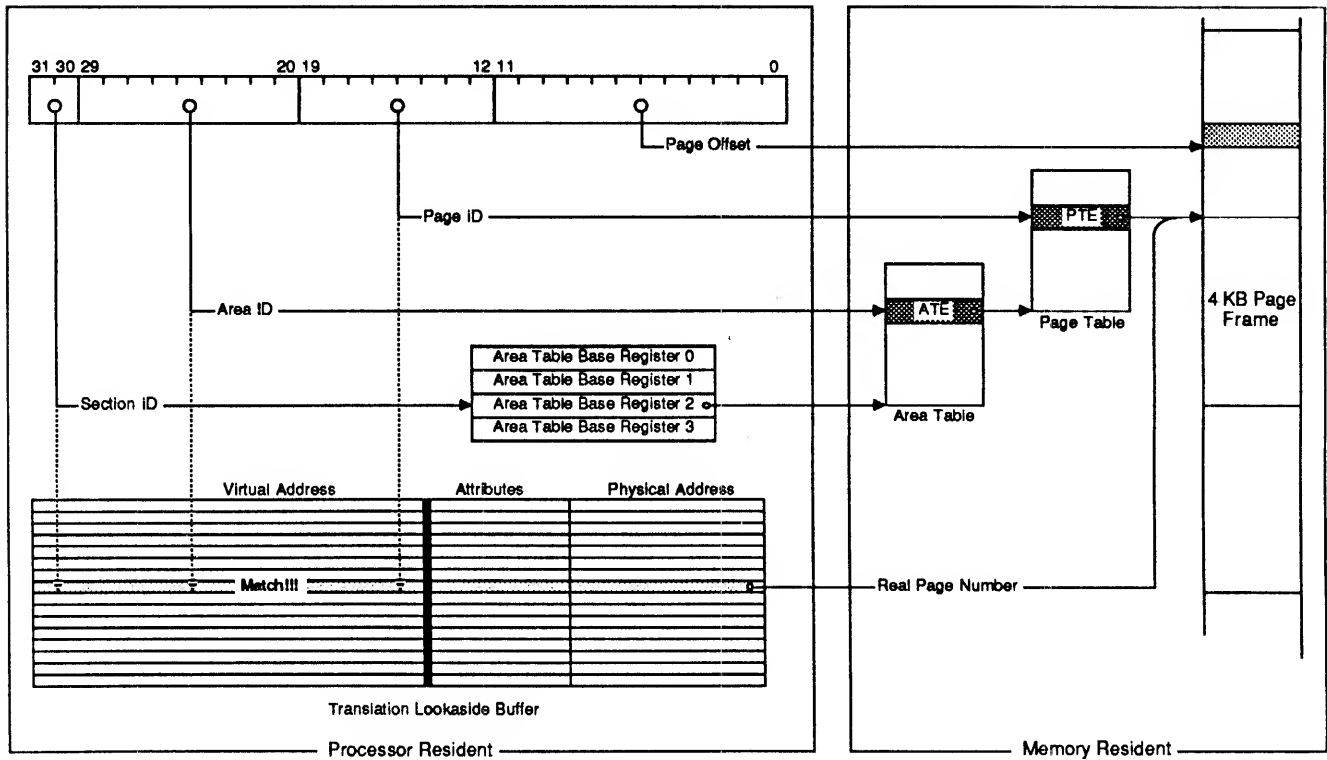 31 30 29 20 19 12 11 0
Page Offset
Page ID
PTE
Area ID
ATE
4 KB Page
Frame
Page Table
Area Table Base Register 0
Area Table Base Register 1
Section ID
Area Table Base Register 2
Area Table
Area Table Base Register 3
Virtual Address Attributes Physical Address
= = Match!!! =
Real Page Number
Translation Lookaside Buffer
Processor Resident
Memory Resident